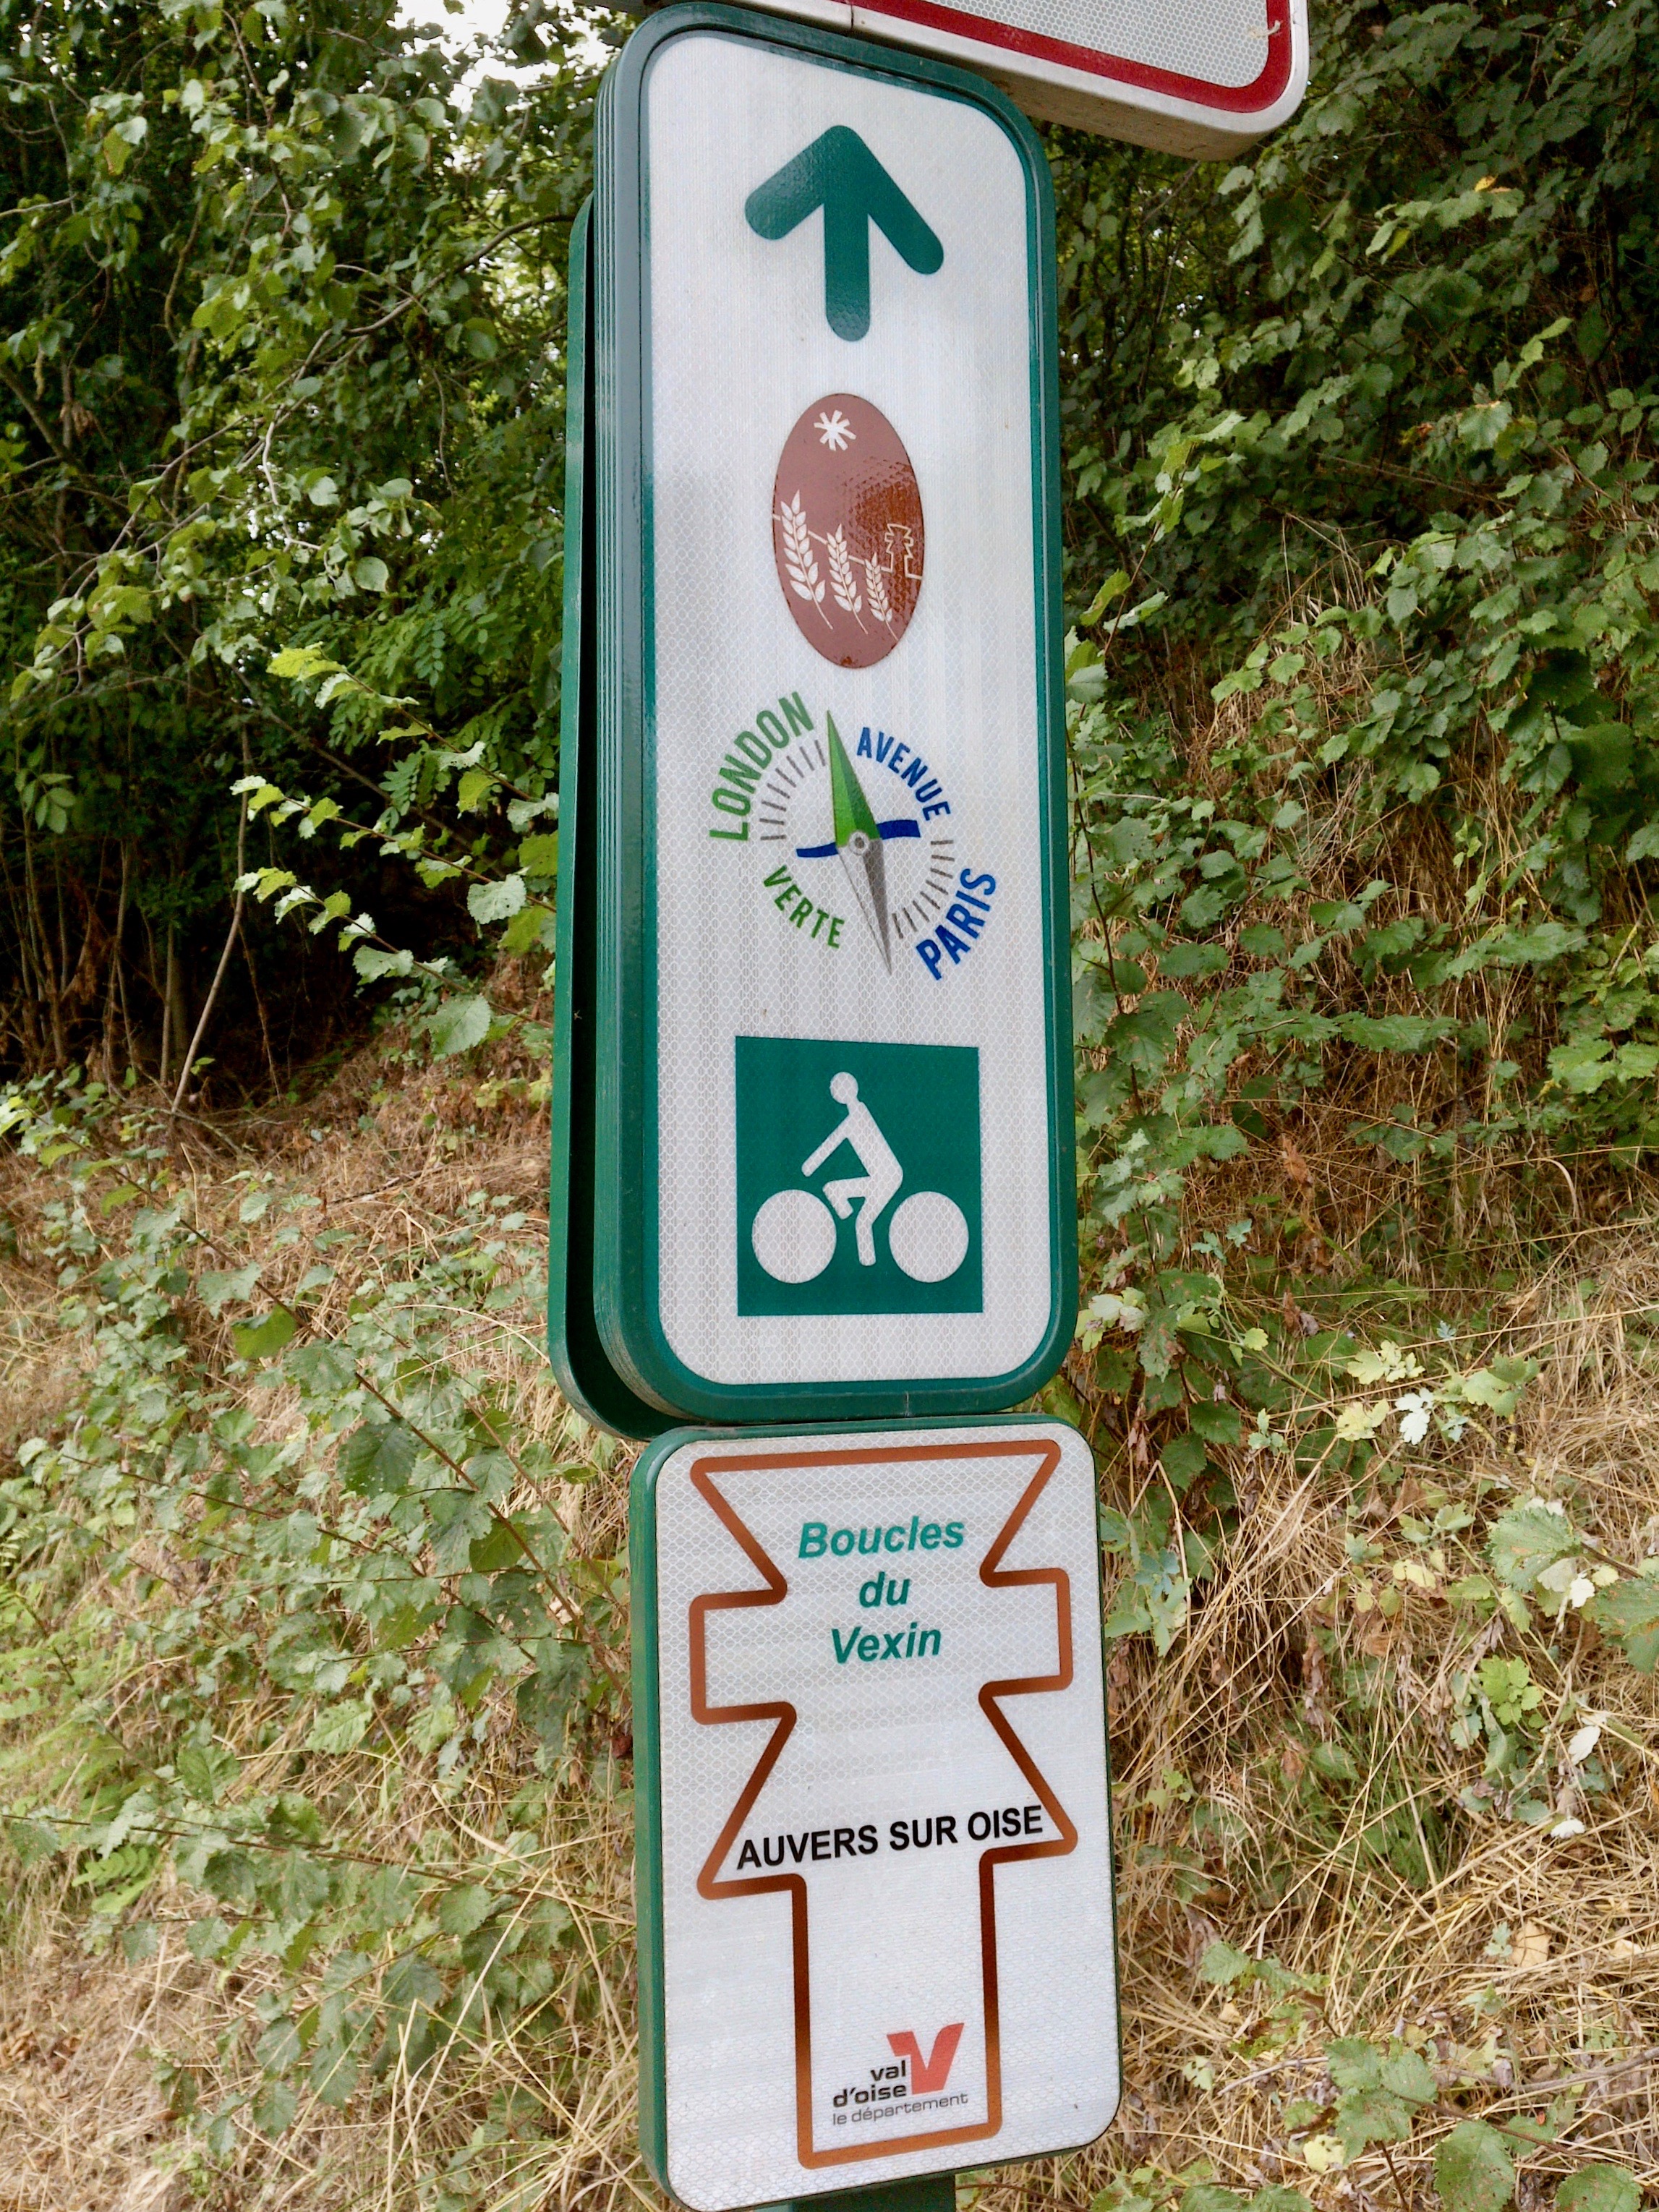 LONDON
AVENUE
VERTE
PARIS
Boucles
du
Vexin
AUVERS SUR OISE
val
d'oise
le département